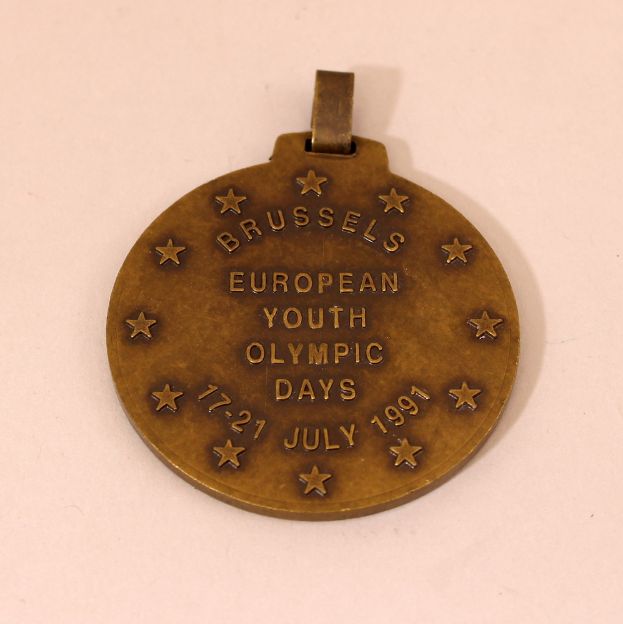 BRUSSELS
EUROPEAN
YOUTH
OLYMPIC
DAYS
17-21 JULY 1991